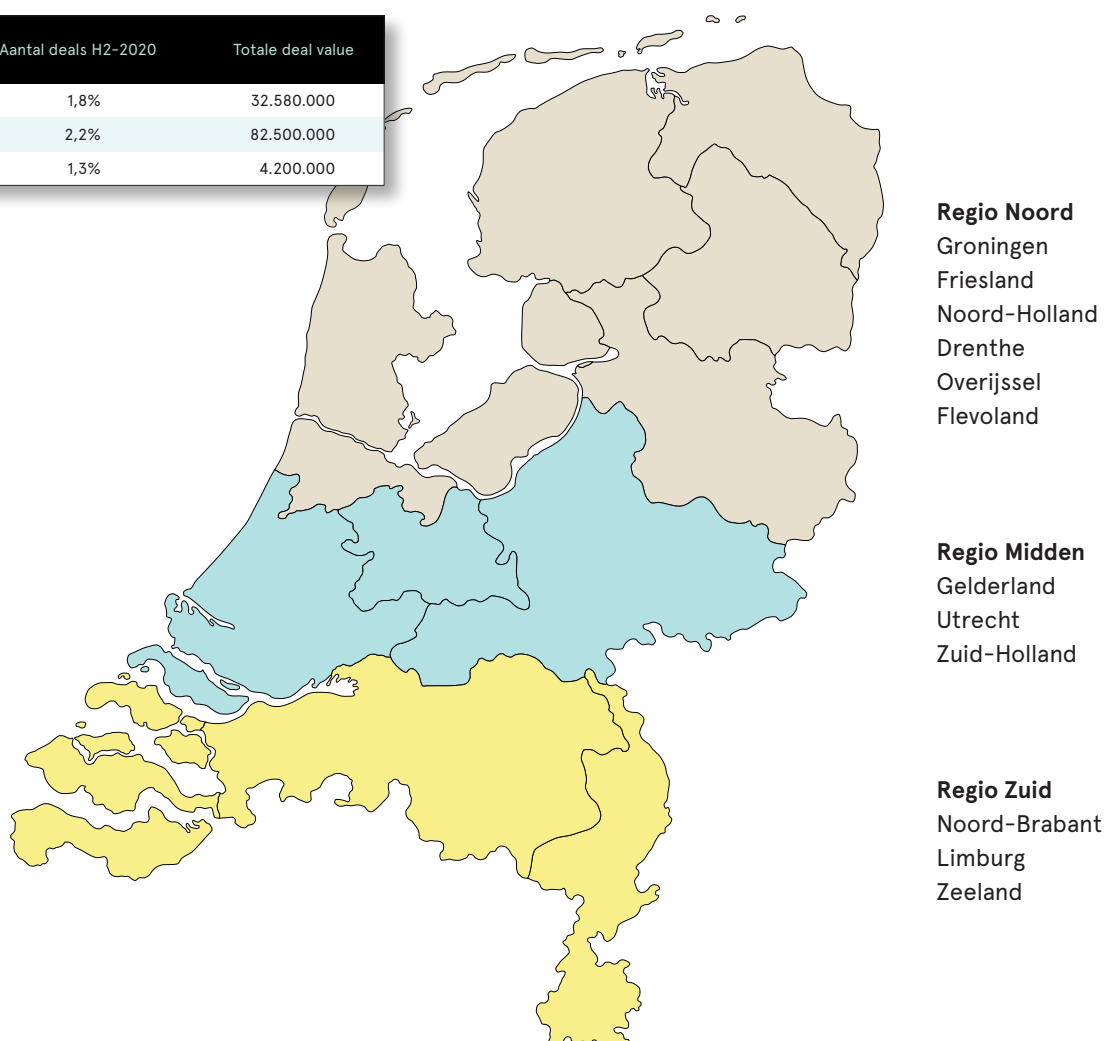 Aantal deals H2-2020 Totale deal value
1,8% 32.580.000
2,2% 82.500.000
1,3% 4.200.000
Regio Noord
Groningen
Friesland
Noord-Holland
Drenthe
Overijssel
Flevoland
Regio Midden
Gelderland
Utrecht
Zuid-Holland
Regio Zuid
Noord-Brabant
Limburg
Zeeland